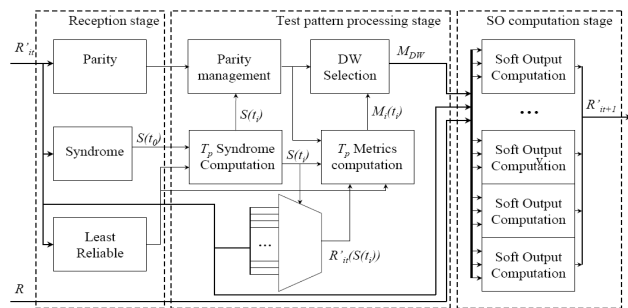 Reception stage
Test pattern processing stage
SO computation stage
R'it
Parity
Parity
management
DW
Selection
MDW
Soft Output
Computation
S(ti)
Mi(ti)
...
R'it+1
Syndrome
S(t0)
Tp Syndrome
Computation
S(ti)
Tp Metrics
computation
Soft Output
Computation
Y.
Soft Output
Computation
Least
Reliable
...
R'it(S(ti))
Soft Output
Computation
R